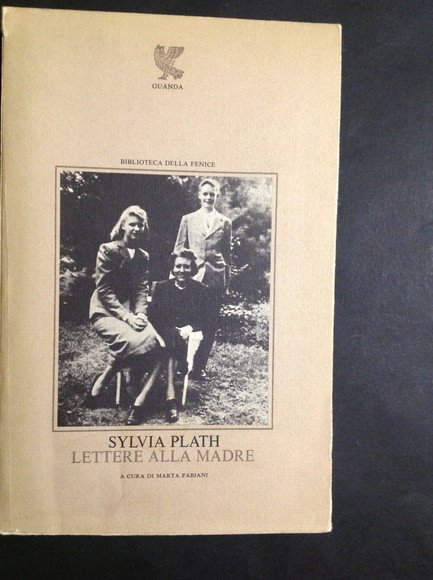 GUANDA
BIBLIOTECA DELLA FENICE
SYLVIA PLATH
LETTERE ALLA MADRE
A CURA DI MARTA FABIANI